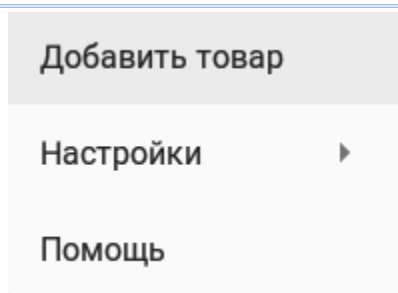 Добавить товар
Настройки
Помощь